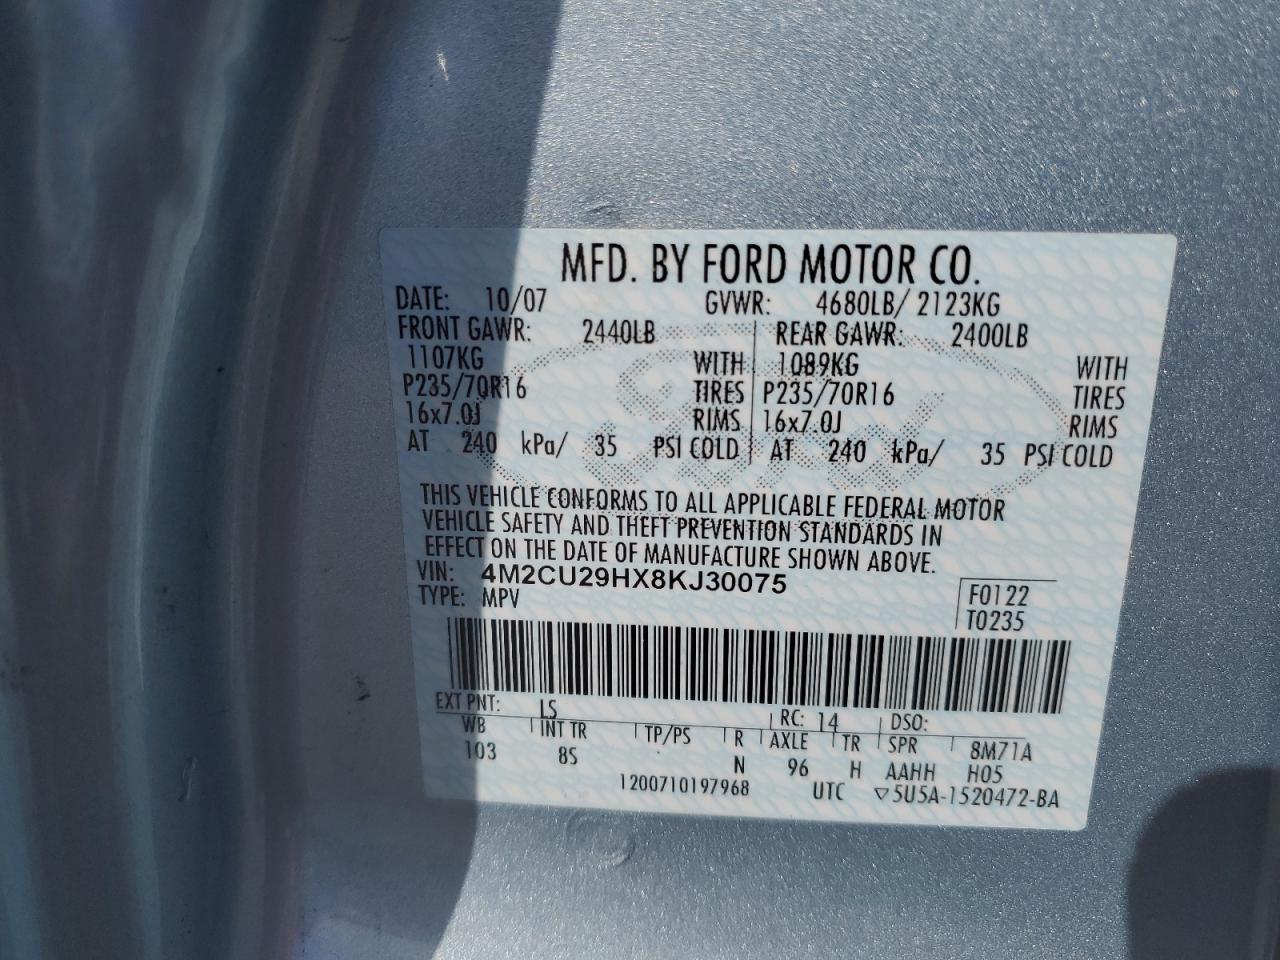 MFD. BY FORD MOTOR CO.
DATE: 10/07 GVWR: 4680LB/ 2123KG
FRONT GAWR: 2440LB REAR GAWR: 2400LB
1107KG WITH 1089KG WITH
P235/70R16 TIRES P235/70R16 TIRES
16x7.0J RIMS 16x7.0J RIMS
AT 240 kPa/ 35 PSI COLD AT 240 kPa/ 35 PSI COLD
THIS VEHICLE CONFORMS TO ALL APPLICABLE FEDERAL MOTOR
VEHICLE SAFETY AND THEFT PREVENTION STANDARDS IN
EFFECT ON THE DATE OF MANUFACTURE SHOWN ABOVE.
VIN: 4M2CU29HX8KJ30075
TYPE: MPV
F0122
T0235
EXT PNT: LS RC: 14 DSO:
WB INT TR TP/PS R AXLE TR SPR 8M71A
103 8S N 96 H AAHH H05
1200710197968 UTC ▽5U5A-1520472-BA